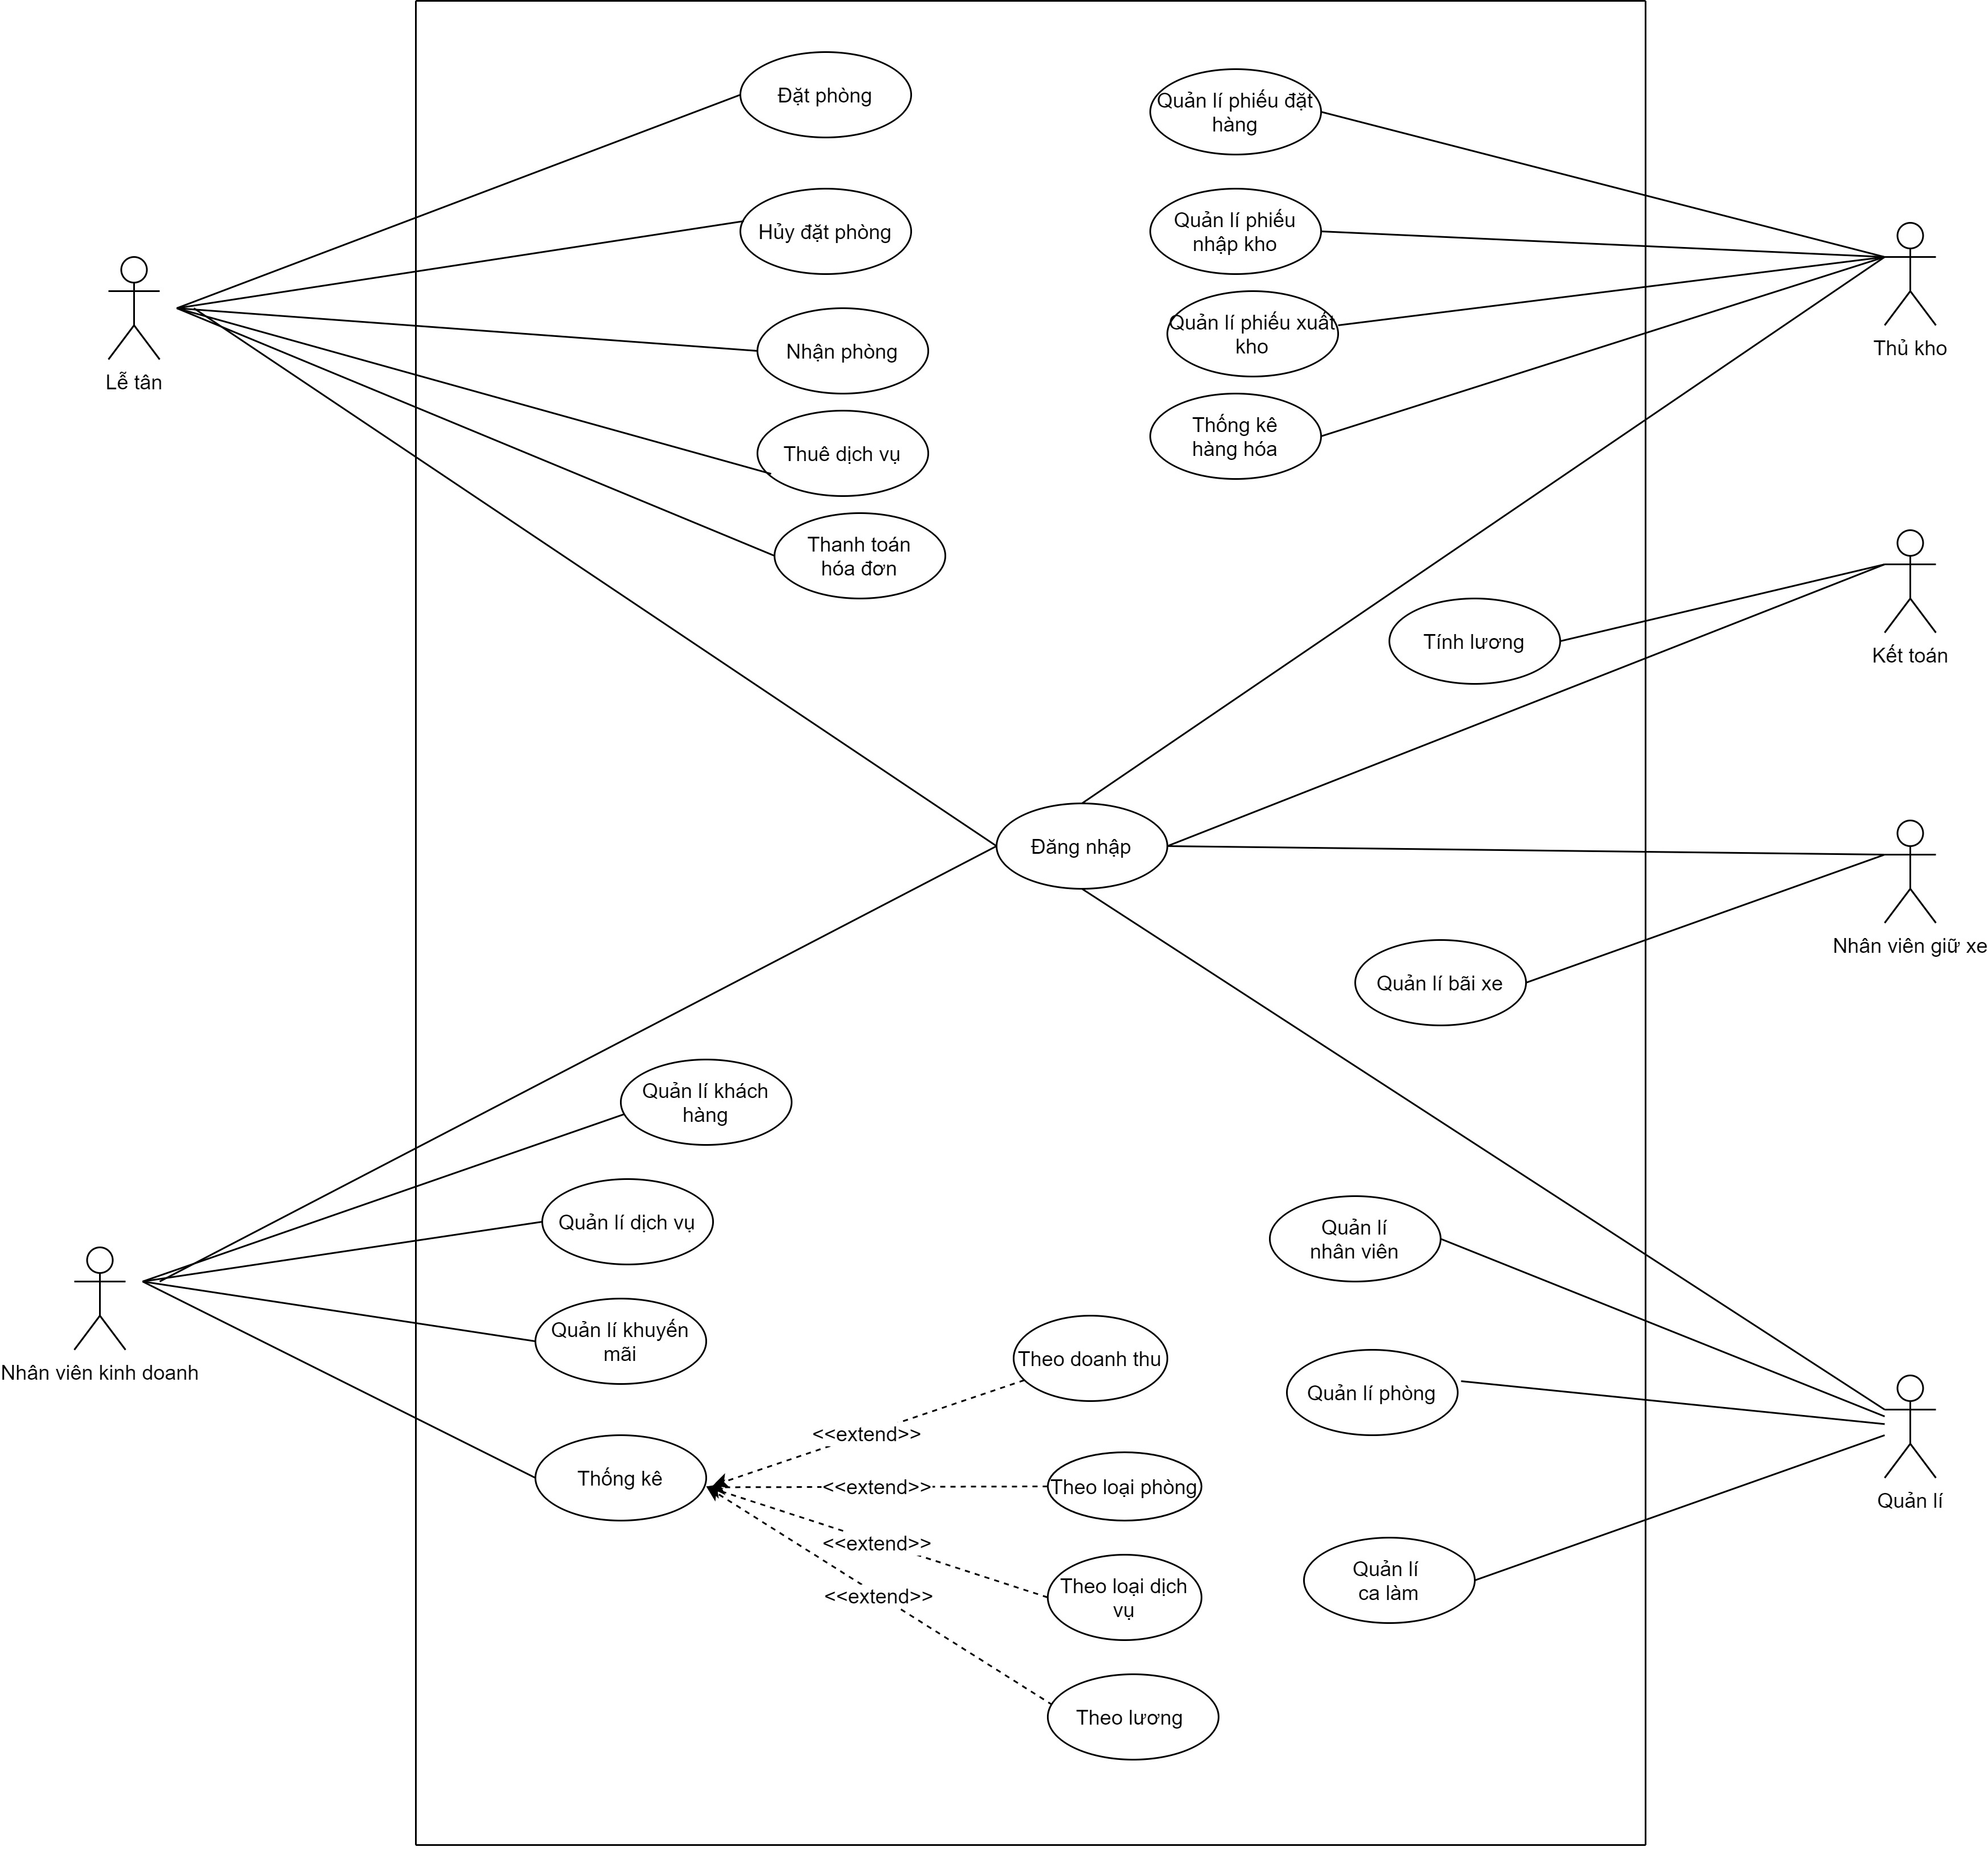 Đặt phòng
Hủy đặt phòng
Nhận phòng
Thuê dịch vụ
Thanh toán
hóa đơn
Lễ tân
Quản lí phiếu đặt
hàng
Quản lí phiếu
nhập kho
Quản lí phiếu xuất
kho
Thống kê
hàng hóa
Thủ kho
Tính lương
Kết toán
Đăng nhập
Nhân viên giữ xe
Quản lí bãi xe
Quản lí khách
hàng
Quản lí dịch vụ
Quản lí khuyến
mãi
Thống kê
Nhân viên kinh doanh
Theo doanh thu
<<extend>>
Theo loại phòng
<<extend>>
Theo loại dịch
vụ
<<extend>>
Theo lương
<<extend>>
Quản lí
nhân viên
Quản lí phòng
Quản lí
ca làm
Quản lí